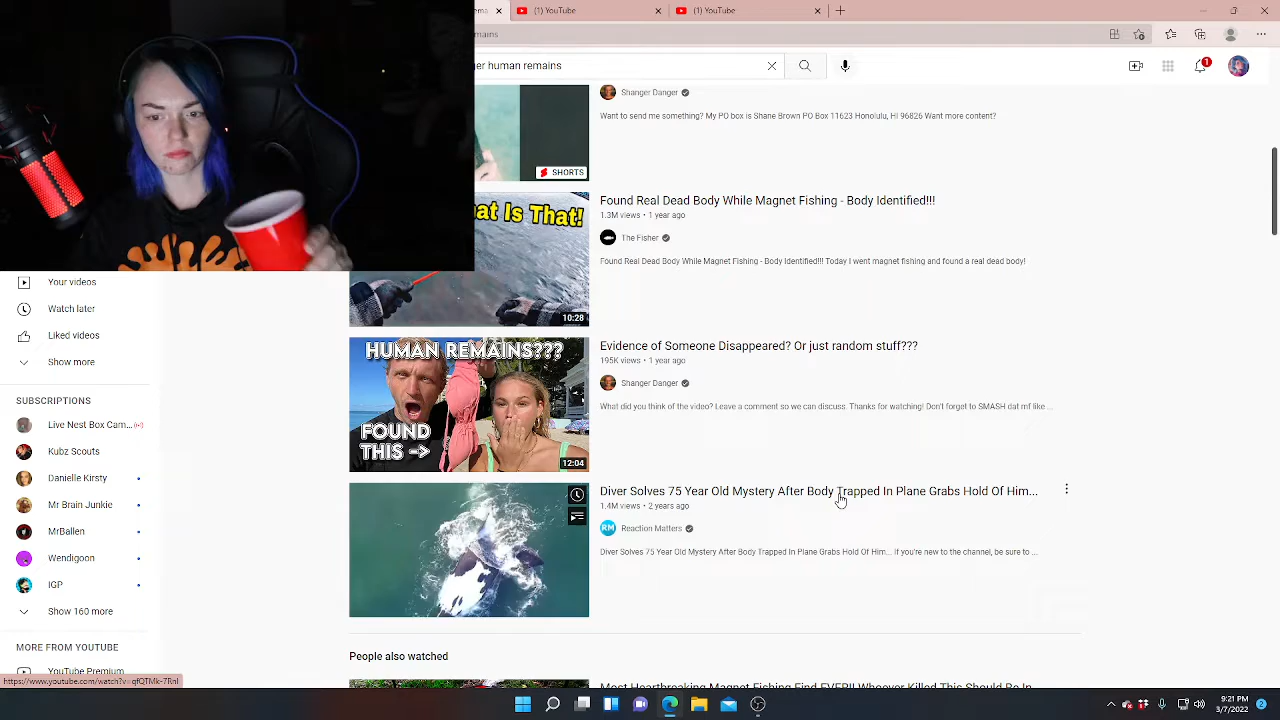 (1) YouTube
(1) YouTube
mains
er human remains
1
Shanger Danger
Want to send me something? My PO box is Shane Brown PO Box 11623 Honolulu, HI 96826 Want more content?
SHORTS
Found Real Dead Body While Magnet Fishing - Body Identified!!!
1.3M views • 1 year ago
The Fisher
Found Real Dead Body While Magnet Fishing - Body Identified!!! Today I went magnet fishing and found a real dead body!
at Is That!
10:28
Your videos
Watch later
Liked videos
Show more
HUMAN REMAINS???
FOUND
THIS ->
12:04
Evidence of Someone Disappeared? Or just random stuff???
195K views • 1 year ago
Shanger Danger
What did you think of the video? Leave a comment so we can discuss. Thanks for watching! Don't forget to SMASH dat mf like ...
SUBSCRIPTIONS
Live Nest Box Cam...
Kubz Scouts
Danielle Kirsty
Mr Brain Junkie
MrBallen
Wendigoon
IGP
Show 160 more
Diver Solves 75 Year Old Mystery After Body Trapped In Plane Grabs Hold Of Him...
1.4M views • 2 years ago
RM
Reaction Matters
Diver Solves 75 Year Old Mystery After Body Trapped In Plane Grabs Hold Of Him... If you're new to the channel, be sure to ...
MORE FROM YOUTUBE
YouTube Premium
People also watched
3:21 PM
3/7/2022
2